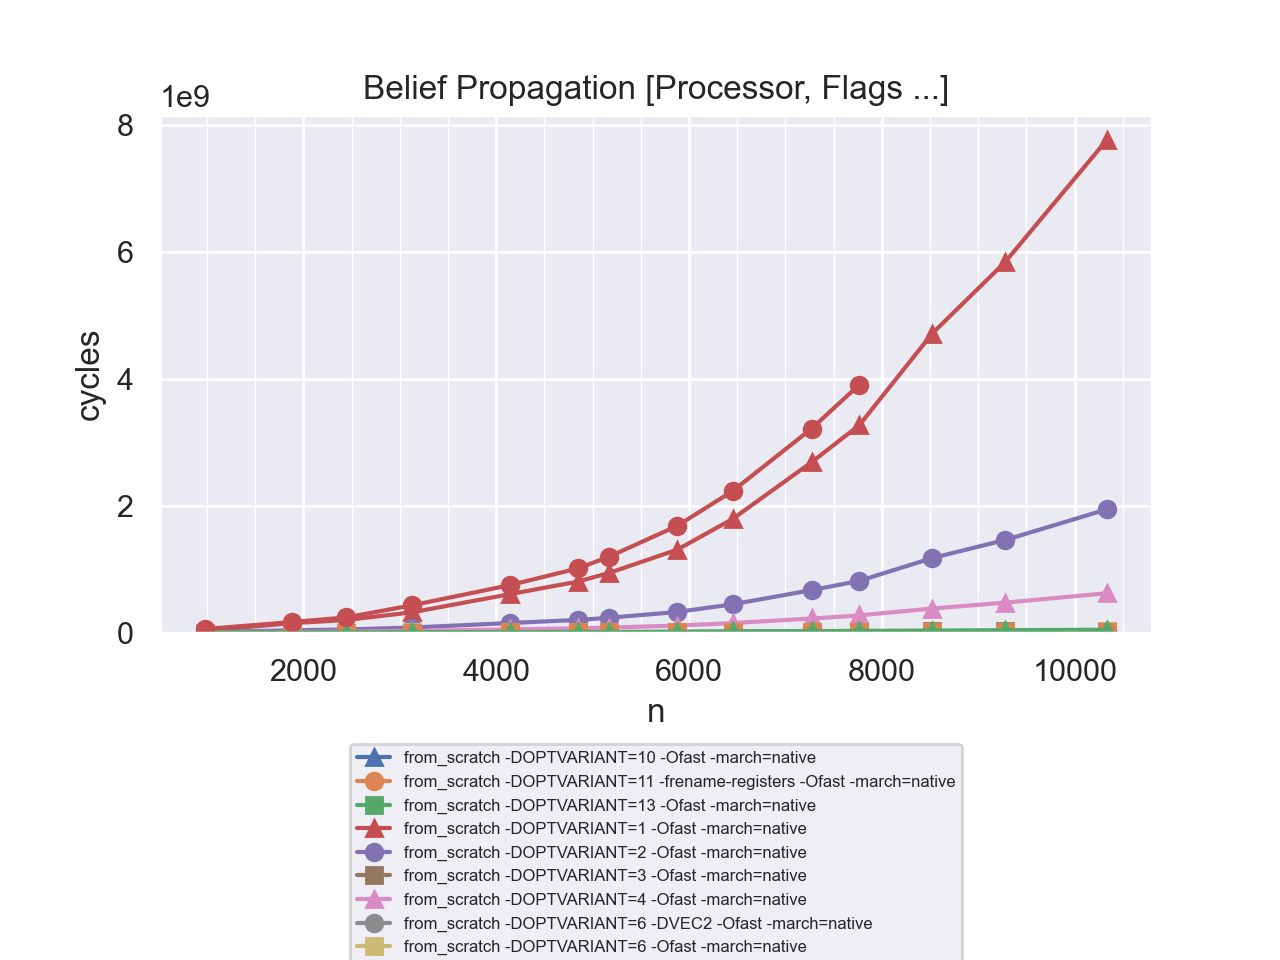 Belief Propagation [Processor, Flags ...]
1e9
8
6
4
2
0
cycles
2000 4000 6000 8000 10000
n
from_scratch -DOPTVARIANT=10 -Ofast -march=native
from_scratch -DOPTVARIANT=11 -frename-registers -Ofast -march=native
from_scratch -DOPTVARIANT=13 -Ofast -march=native
from_scratch -DOPTVARIANT=1 -Ofast -march=native
from_scratch -DOPTVARIANT=2 -Ofast -march=native
from_scratch -DOPTVARIANT=3 -Ofast -march=native
from_scratch -DOPTVARIANT=4 -Ofast -march=native
from_scratch -DOPTVARIANT=6 -DVEC2 -Ofast -march=native
from_scratch -DOPTVARIANT=6 -Ofast -march=native